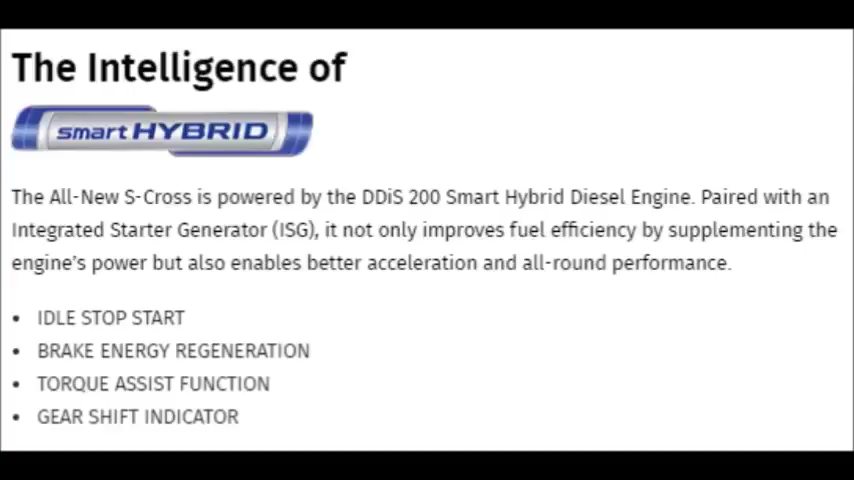 The Intelligence of
smart HYBRID
The All-New S-Cross is powered by the DDiS 200 Smart Hybrid Diesel Engine. Paired with an
Integrated Starter Generator (ISG), it not only improves fuel efficiency by supplementing the
engine's power but also enables better acceleration and all-round performance.
• IDLE STOP START
• BRAKE ENERGY REGENERATION
• TORQUE ASSIST FUNCTION
• GEAR SHIFT INDICATOR